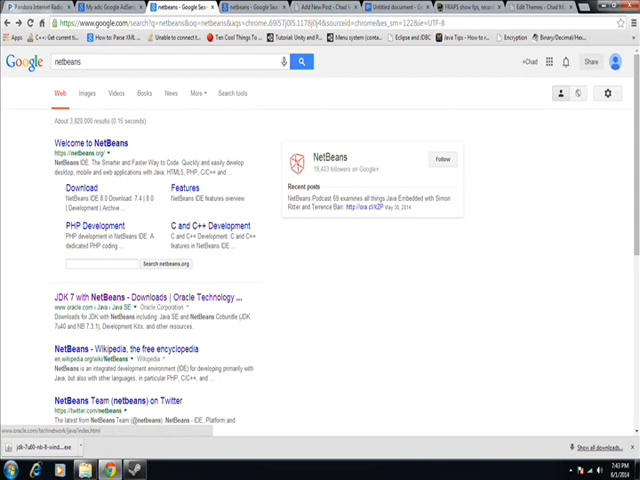 Pandora Internet Radio
My adic Google AdSens
netbeans - Google Sea
netbeans - Google Sear
Add New Post ‹ Chad
Untitled document -
FRAPS show fps, recor
Edit Themes ‹ Chad M
https://www.google.com/search?q=netbeans&oq=netbeans&aqs=chrome..69i57j0l5.1178j0j4&sourceid=chrome&es_sm=122&ie=UTF-8
Apps
C++: Get current ti
How to: Parse XML
Online
Ten Cool Things To
Tutorial: Unity and P
Menu system (conta
Eclipse and JDBC
Java Tips - How to
Encryption
Binary/Decimal/Hex
Google
netbeans
+Chad
Share
Web Images Videos Books News More Search tools
About 3,820,000 results (0.15 seconds)
Welcome to NetBeans
https://netbeans.org/
NetBeans IDE. The Smarter and Faster Way to Code. Quickly and easily develop
desktop, mobile and web applications with Java, HTML5, PHP, C/C++ and ...
Download
NetBeans IDE 8.0 Download. 7.4 | 8.0
| Development | Archive ...
Features
NetBeans IDE features overview
PHP Development
PHP development in NetBeans IDE. A
dedicated PHP coding ...
C and C++ Development
C and C++ Development. C and C++
features in NetBeans IDE ...
Search netbeans.org
NetBeans
19,403 followers on Google+
Follow
Recent posts
NetBeans Podcast 69 examines all things Java Embedded with Simon
Ritter and Terrence Barr. http://ora.cl/kZP May 30, 2014
JDK 7 with NetBeans - Downloads | Oracle Technology ...
www.oracle.com › Java › Java SE Oracle Corporation
Downloads for JDK with NetBeans including: Java SE and NetBeans Cobundle (JDK
7u40 and NB 7.3.1), Development Kits, and other resources.
NetBeans - Wikipedia, the free encyclopedia
en.wikipedia.org/wiki/NetBeans Wikipedia
NetBeans is an integrated development environment (IDE) for developing primarily with
Java, but also with other languages, in particular PHP, C/C++, and ...
NetBeans Team (netbeans) on Twitter
https://twitter.com/netbeans
The latest from NetBeans Team (@netbeans). NetBeans - IDE, Platform and
www.oracle.com/technetwork/java/index.html
jdk-7u60-nb-8-wind....exe
Show all downloads...
7:43 PM
6/1/2014